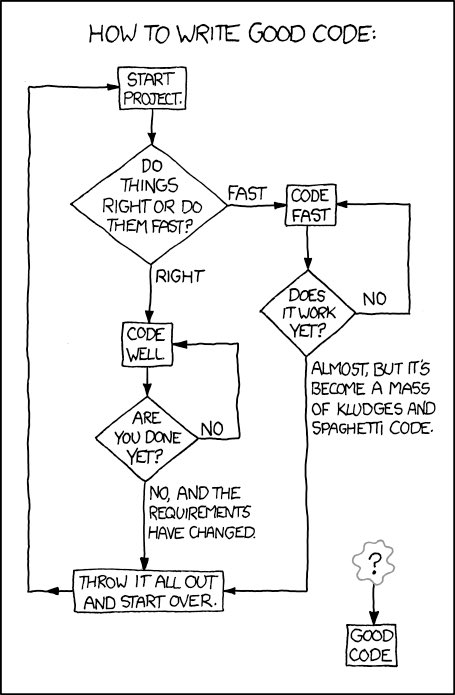 HOW TO WRITE GOOD CODE:
START
PROJECT.
DO
THINGS
RIGHT OR DO
THEM FAST?
FAST
CODE
FAST
RIGHT
DOES
IT WORK
YET?
NO
CODE
WELL
ALMOST, BUT IT'S
BECOME A MASS
OF KLUDGES AND
SPAGHETTI CODE.
ARE
YOU DONE
YET?
NO
NO, AND THE
REQUIREMENTS
HAVE CHANGED.
THROW IT ALL OUT
AND START OVER.
?
GOOD
CODE